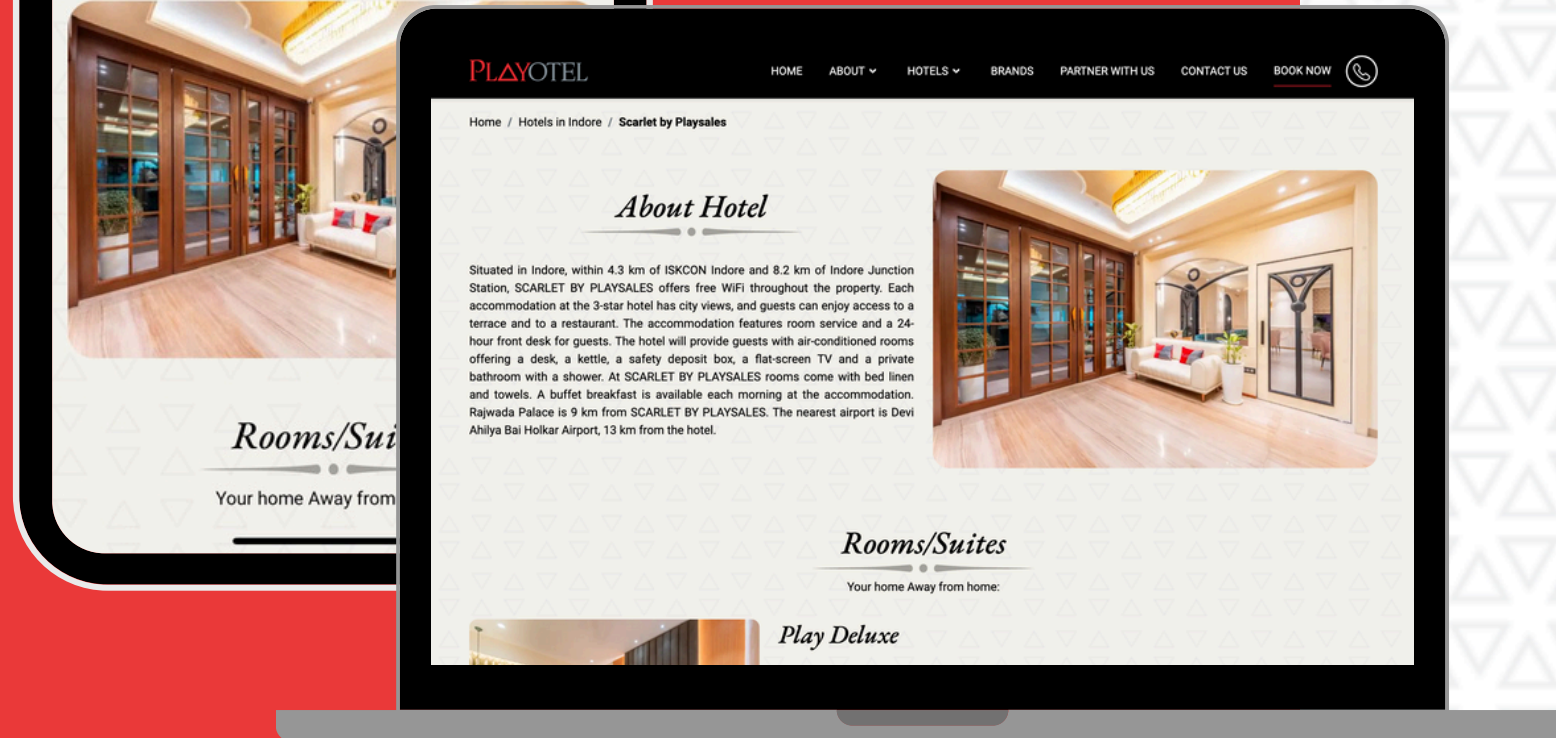 Rooms/Sui
Your home Away from
PLAYOTEL
HOME ABOUT HOTELS BRANDS PARTNER WITH US CONTACT US BOOK NOW
Home / Hotels in Indore / Scarlet by Playsales
About Hotel
Situated in Indore, within 4.3 km of ISKCON Indore and 8.2 km of Indore Junction
Station, SCARLET BY PLAYSALES offers free WiFi throughout the property. Each
accommodation at the 3-star hotel has city views, and guests can enjoy access to a
terrace and to a restaurant. The accommodation features room service and a 24-
hour front desk for guests. The hotel will provide guests with air-conditioned rooms
offering a desk, a kettle, a safety deposit box, a flat-screen TV and a private
bathroom with a shower. At SCARLET BY PLAYSALES rooms come with bed linen
and towels. A buffet breakfast is available each morning at the accommodation.
Rajwada Palace is 9 km from SCARLET BY PLAYSALES. The nearest airport is Devi
Ahilya Bai Holkar Airport, 13 km from the hotel.
Rooms/Suites
Your home Away from home:
Play Deluxe